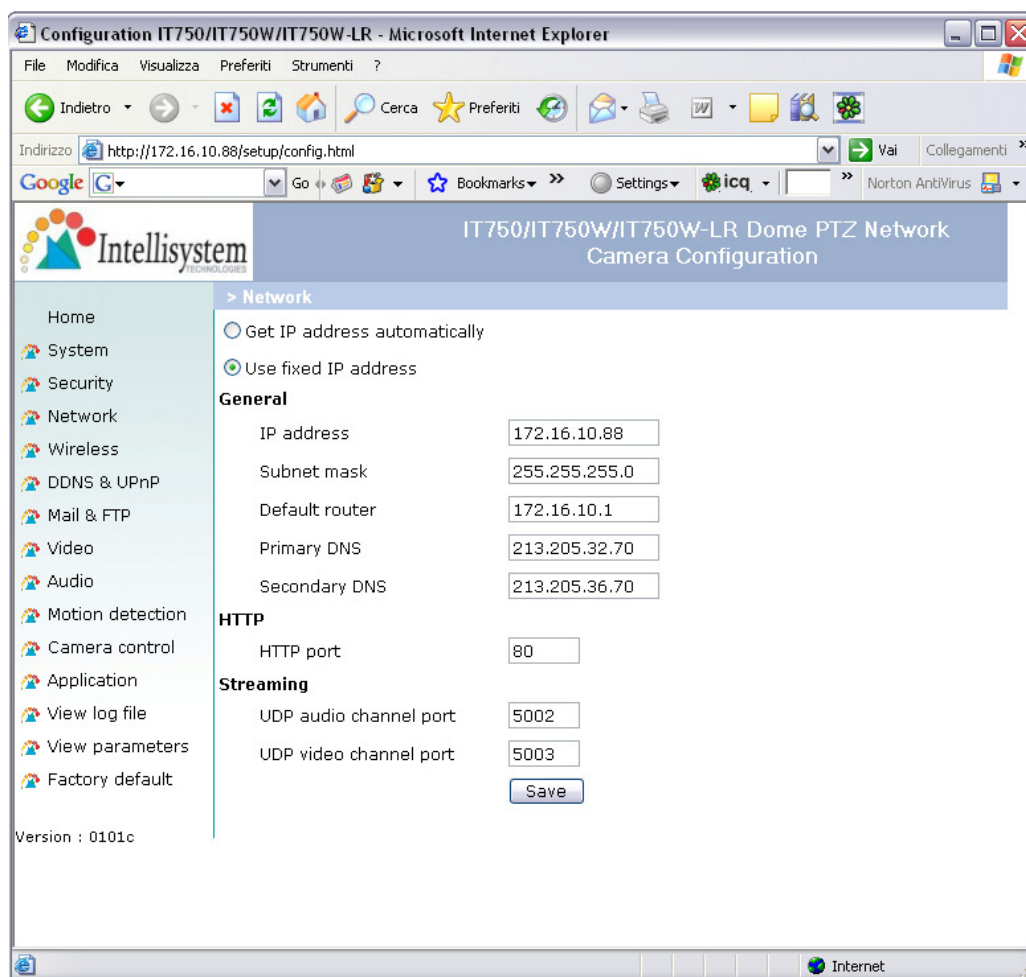 Configuration IT750/IT750W/IT750W-LR - Microsoft Internet Explorer
File Modifica Visualizza Preferiti Strumenti ?
Indietro Cerca Preferiti
Indirizzo http://172.16.10.88/setup/config.html Vai Collegamenti »
Google G Go Bookmarks » Settings icq » Norton AntiVirus
Intellisystem
TECHNOLOGIES
IT750/IT750W/IT750W-LR Dome PTZ Network
Camera Configuration
> Network
Home
System
Security
Network
Wireless
DDNS & UPnP
Mail & FTP
Video
Audio
Motion detection
Camera control
Application
View log file
View parameters
Factory default
Version : 0101c
Get IP address automatically
Use fixed IP address
General
IP address 172.16.10.88
Subnet mask 255.255.255.0
Default router 172.16.10.1
Primary DNS 213.205.32.70
Secondary DNS 213.205.36.70
HTTP
HTTP port 80
Streaming
UDP audio channel port 5002
UDP video channel port 5003
Save
Internet